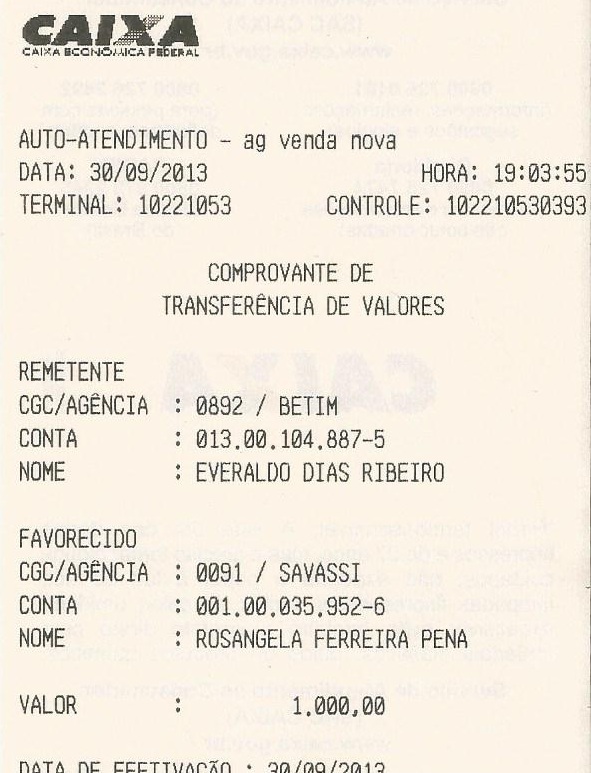 CAIXA
CAIXA ECONÔMICA FEDERAL
AUTO-ATENDIMENTO - ag venda nova
DATA: 30/09/2013 HORA: 19:03:55
TERMINAL: 10221053 CONTROLE: 102210530393
COMPROVANTE DE
TRANSFERÊNCIA DE VALORES
REMETENTE
CGC/AGÊNCIA : 0892 / BETIM
CONTA : 013.00.104.887-5
NOME : EVERALDO DIAS RIBEIRO
FAVORECIDO
CGC/AGÊNCIA : 0091 / SAVASSI
CONTA : 001.00.035.952-6
NOME : ROSANGELA FERREIRA PENA
VALOR : 1.000,00
DATA DE EFETIVAÇÃO : 30/09/2013